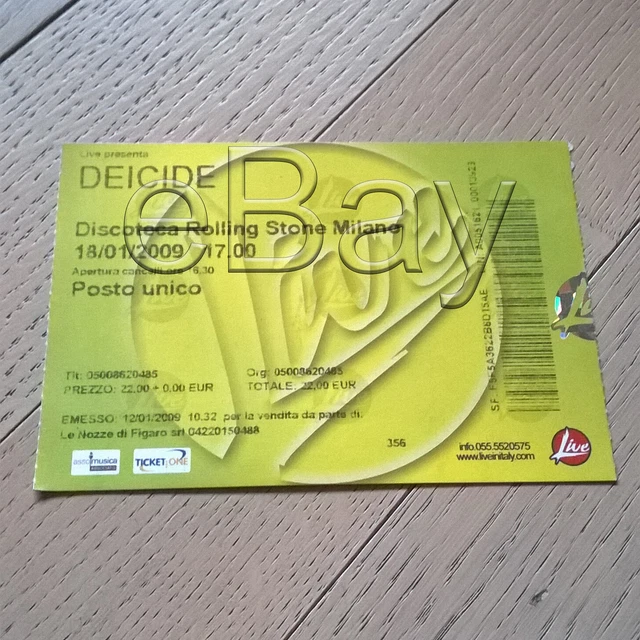 Live presenta
DEICIDE
Discoteca Rolling Stone Milano
18/01/2009 17.00
Apertura cancelli ore 16,30
Posto unico
Tit: 05008620485 Org: 05008620485
PREZZO: 22.00 + 0.00 EUR TOTALE: 22,00 EUR
EMESSO: 12/01/2009 10.32 per la vendita da parte di:
Le Nozze di Figaro srl 04220150488
356
info.055.5520575
www.liveinitaly.com
Live
assomusica
TICKET ONE
eBay